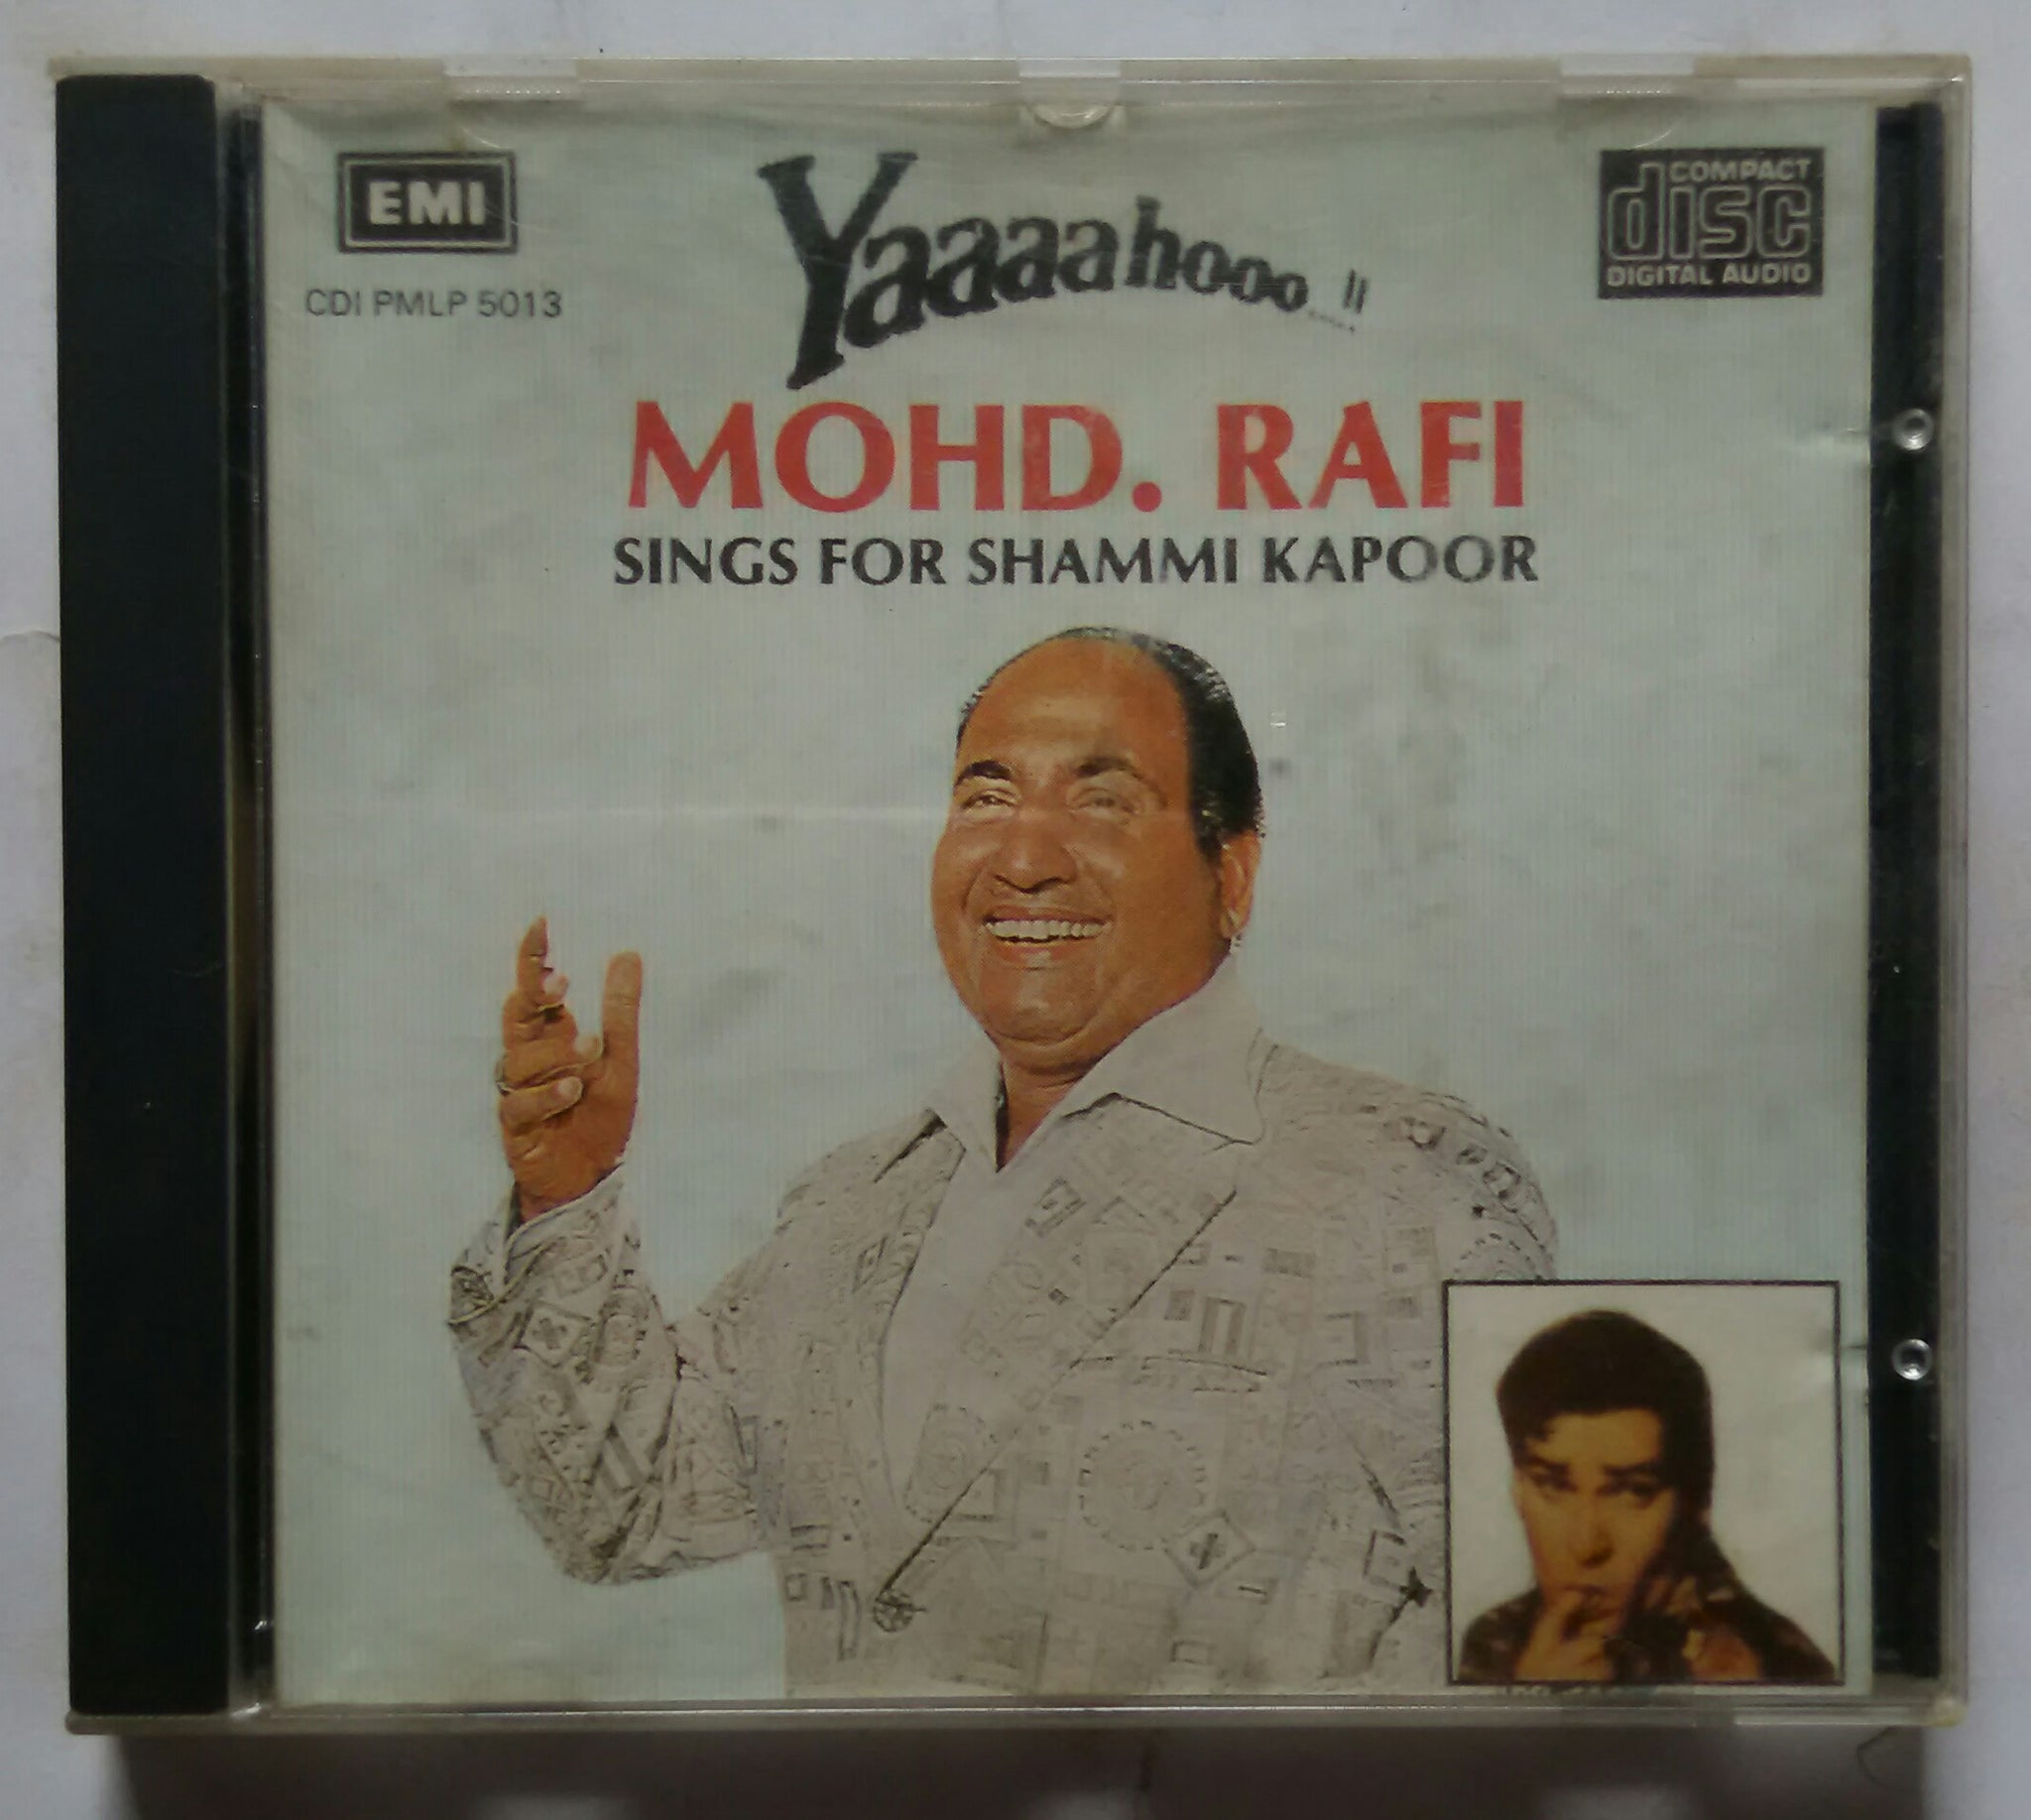 EMI
CDI PMLP 5013
Yaaaahooo...!!
COMPACT
disc
DIGITAL AUDIO
MOHD. RAFI
SINGS FOR SHAMMI KAPOOR